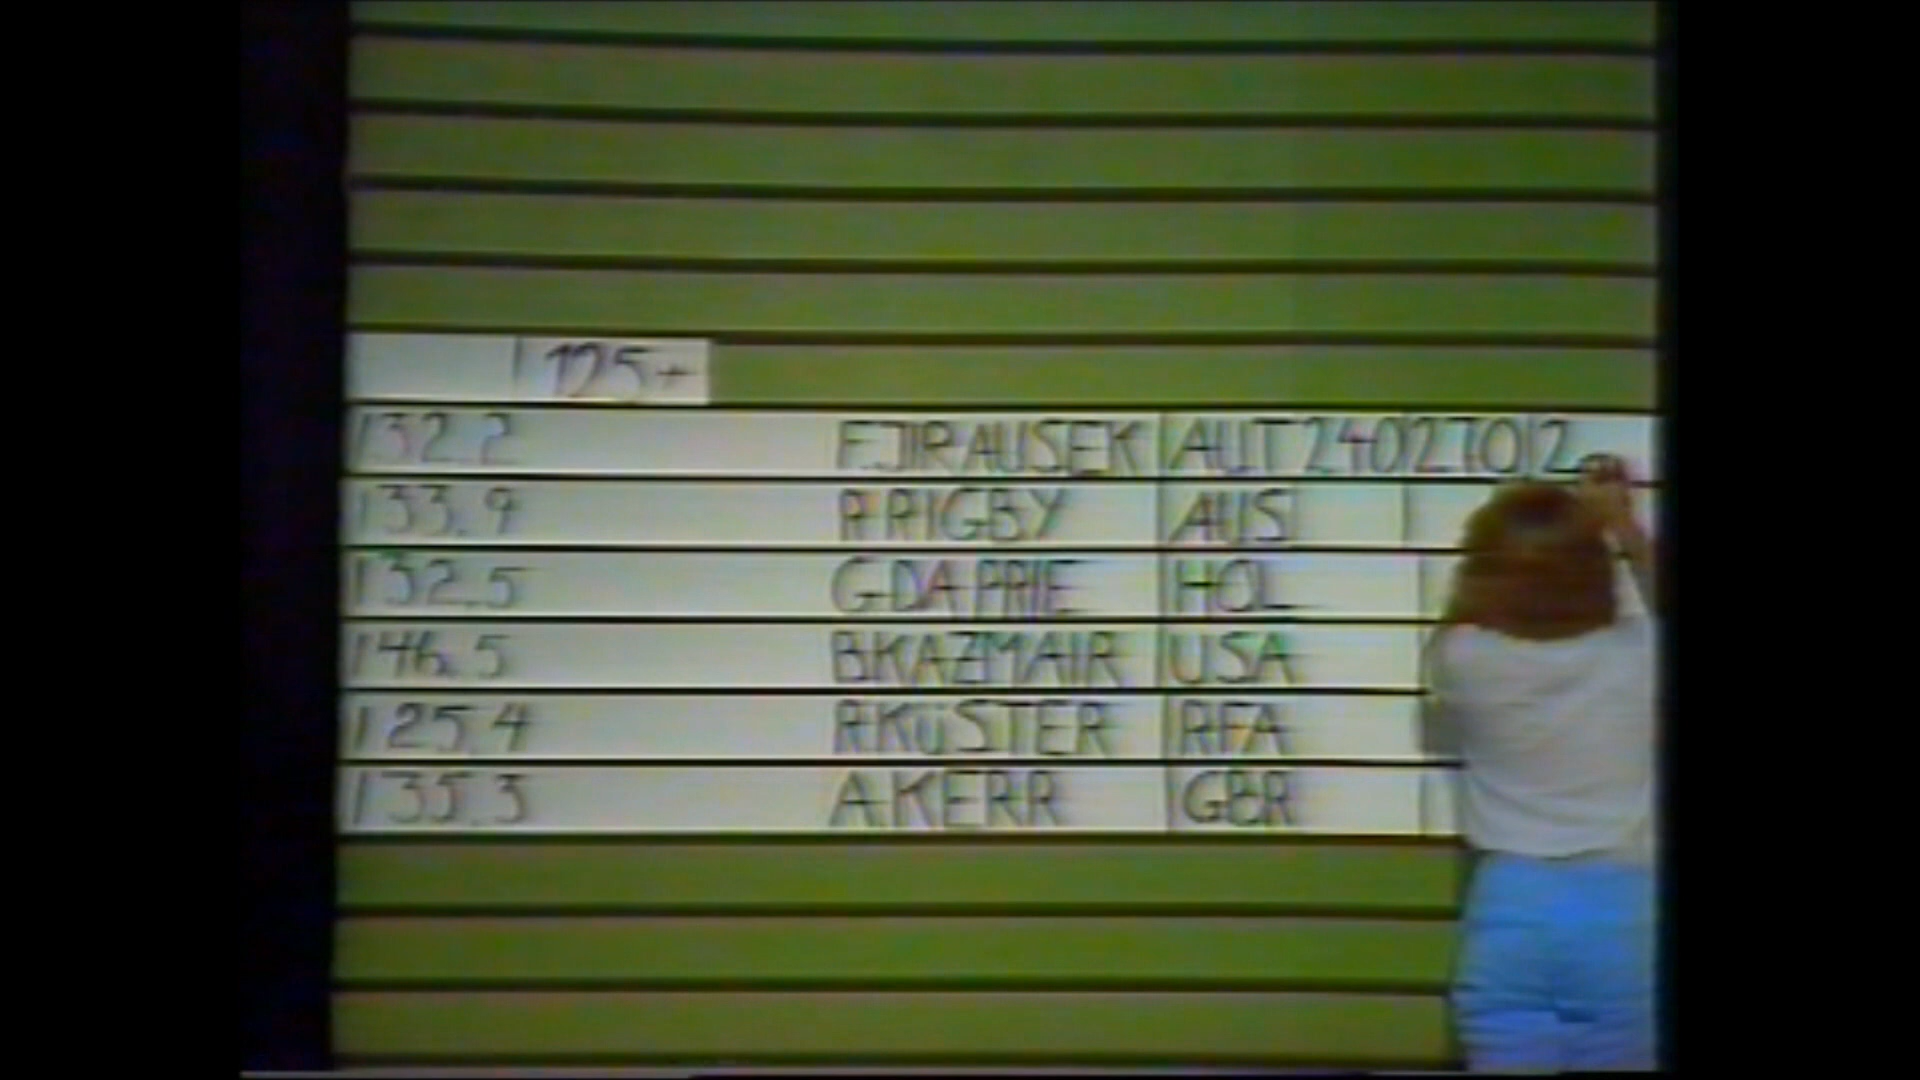 125+
132.2 F.JIRAUSEK AUT 240 270 2
133.9 R RIGBY AUS
132.5 G.DA PRIE HOL
146.5 B.KAZMAIR USA
125.4 R.KüSTER RFA
135.3 A.KERR GBR